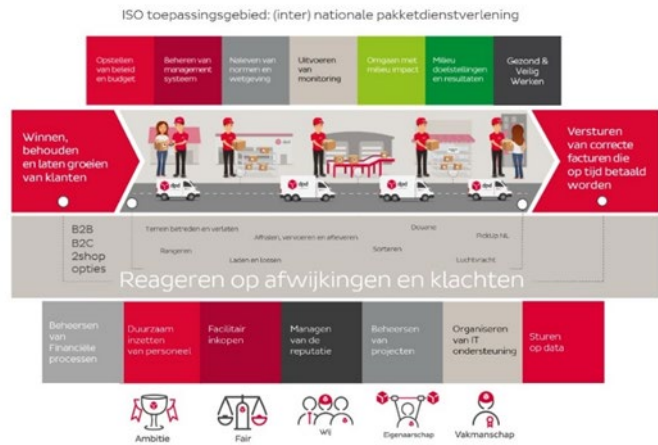 ISO toepassingsgebied: (inter) nationale pakketdienstverlening
Opstellen
van beleid
en budget
Beheren van
management
systeem
Naleven van
normen en
wetgeving
Uitvoeren
van
monitoring
Omgaan met
milieu impact
Milieu
doelstellingen
en resultaten
Gezond &
Veilig
Werken
Winnen,
behouden
en laten groeien
van klanten
dpd
dpd
dpd
dpd
dpd
Versturen
van correcte
facturen die
op tijd betaald
worden
B2B
B2C
2shop
opties
Terrein betreden en verlaten
Rangeren
Afhalen, vervoeren en afleveren
Laden en lossen
Douane
Sorteren
PickUp NL
Luchtvracht
Reageren op afwijkingen en klachten
Beheersen
van
Financiële
processen
Duurzaam
inzetten
van personeel
Facilitair
inkopen
Managen
van de
reputatie
Beheersen
van
projecten
Organiseren
van IT
ondersteuning
Sturen
op data
Ambitie
Fair
Wij
Eigenaarschap
Vakmanschap